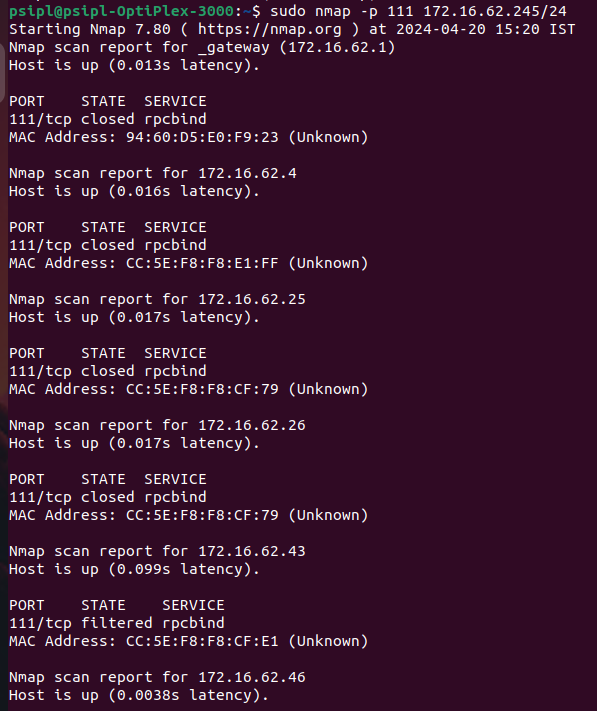 psipl@psipl-OptiPlex-3000:~$ sudo nmap -p 111 172.16.62.245/24
Starting Nmap 7.80 ( https://nmap.org ) at 2024-04-20 15:20 IST
Nmap scan report for _gateway (172.16.62.1)
Host is up (0.013s latency).
PORT    STATE  SERVICE
111/tcp closed rpcbind
MAC Address: 94:60:D5:E0:F9:23 (Unknown)
Nmap scan report for 172.16.62.4
Host is up (0.016s latency).
PORT    STATE  SERVICE
111/tcp closed rpcbind
MAC Address: CC:5E:F8:F8:E1:FF (Unknown)
Nmap scan report for 172.16.62.25
Host is up (0.017s latency).
PORT    STATE  SERVICE
111/tcp closed rpcbind
MAC Address: CC:5E:F8:F8:CF:79 (Unknown)
Nmap scan report for 172.16.62.26
Host is up (0.017s latency).
PORT    STATE  SERVICE
111/tcp closed rpcbind
MAC Address: CC:5E:F8:F8:CF:79 (Unknown)
Nmap scan report for 172.16.62.43
Host is up (0.099s latency).
PORT    STATE    SERVICE
111/tcp filtered rpcbind
MAC Address: CC:5E:F8:F8:CF:E1 (Unknown)
Nmap scan report for 172.16.62.46
Host is up (0.0038s latency).